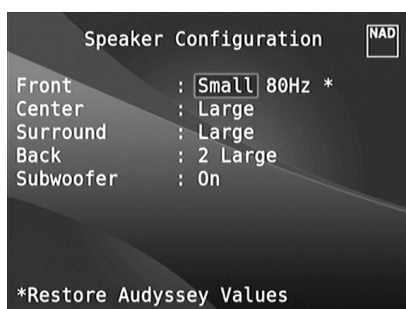 Speaker Configuration
NAD
Front : Small 80Hz *
Center : Large
Surround : Large
Back : 2 Large
Subwoofer : On
*Restore Audyssey Values